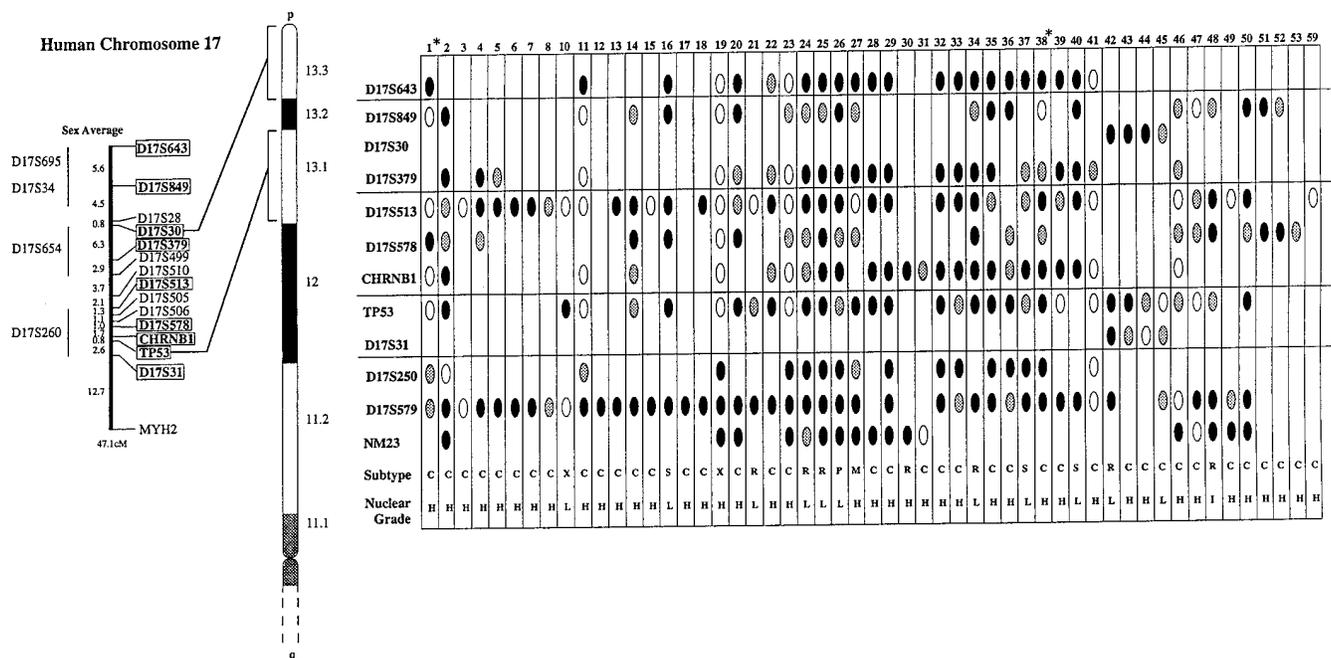 Human Chromosome 17
Sex Average
D17S695
D17S34
D17S654
D17S260
5.6
4.5
0.8
6.3
2.9
3.7
2.1
1.3
1.1
1.0
0.8
2.6
12.7
47.1cM
D17S643
D17S849
D17S28
D17S30
D17S379
D17S499
D17S510
D17S513
D17S505
D17S506
D17S578
CHRNB1
TP53
D17S31
MYH2
p
13.3
13.2
13.1
12
11.2
11.1
q
1* 2 3 4 5 6 7 8 10 11 12 13 14 15 16 17 18 19 20 21 22 23 24 25 26 27 28 29 30 31 32 33 34 35 36 37 38* 39 40 41 42 43 44 45 46 47 48 49 50 51 52 53 59
D17S643
D17S849
D17S30
D17S379
D17S513
D17S578
CHRNB1
TP53
D17S31
D17S250
D17S579
NM23
Subtype C C C C C C C C X C C C C C S C C X C R C C R R P M C C R C C C R C C S C C S C R C C C C C R C C C C C C
Nuclear Grade H H H H H H H H L H H H H H L H H H H L H H L L L H H H H H H H L H H L H H L H L H H L H H I H H H H H H